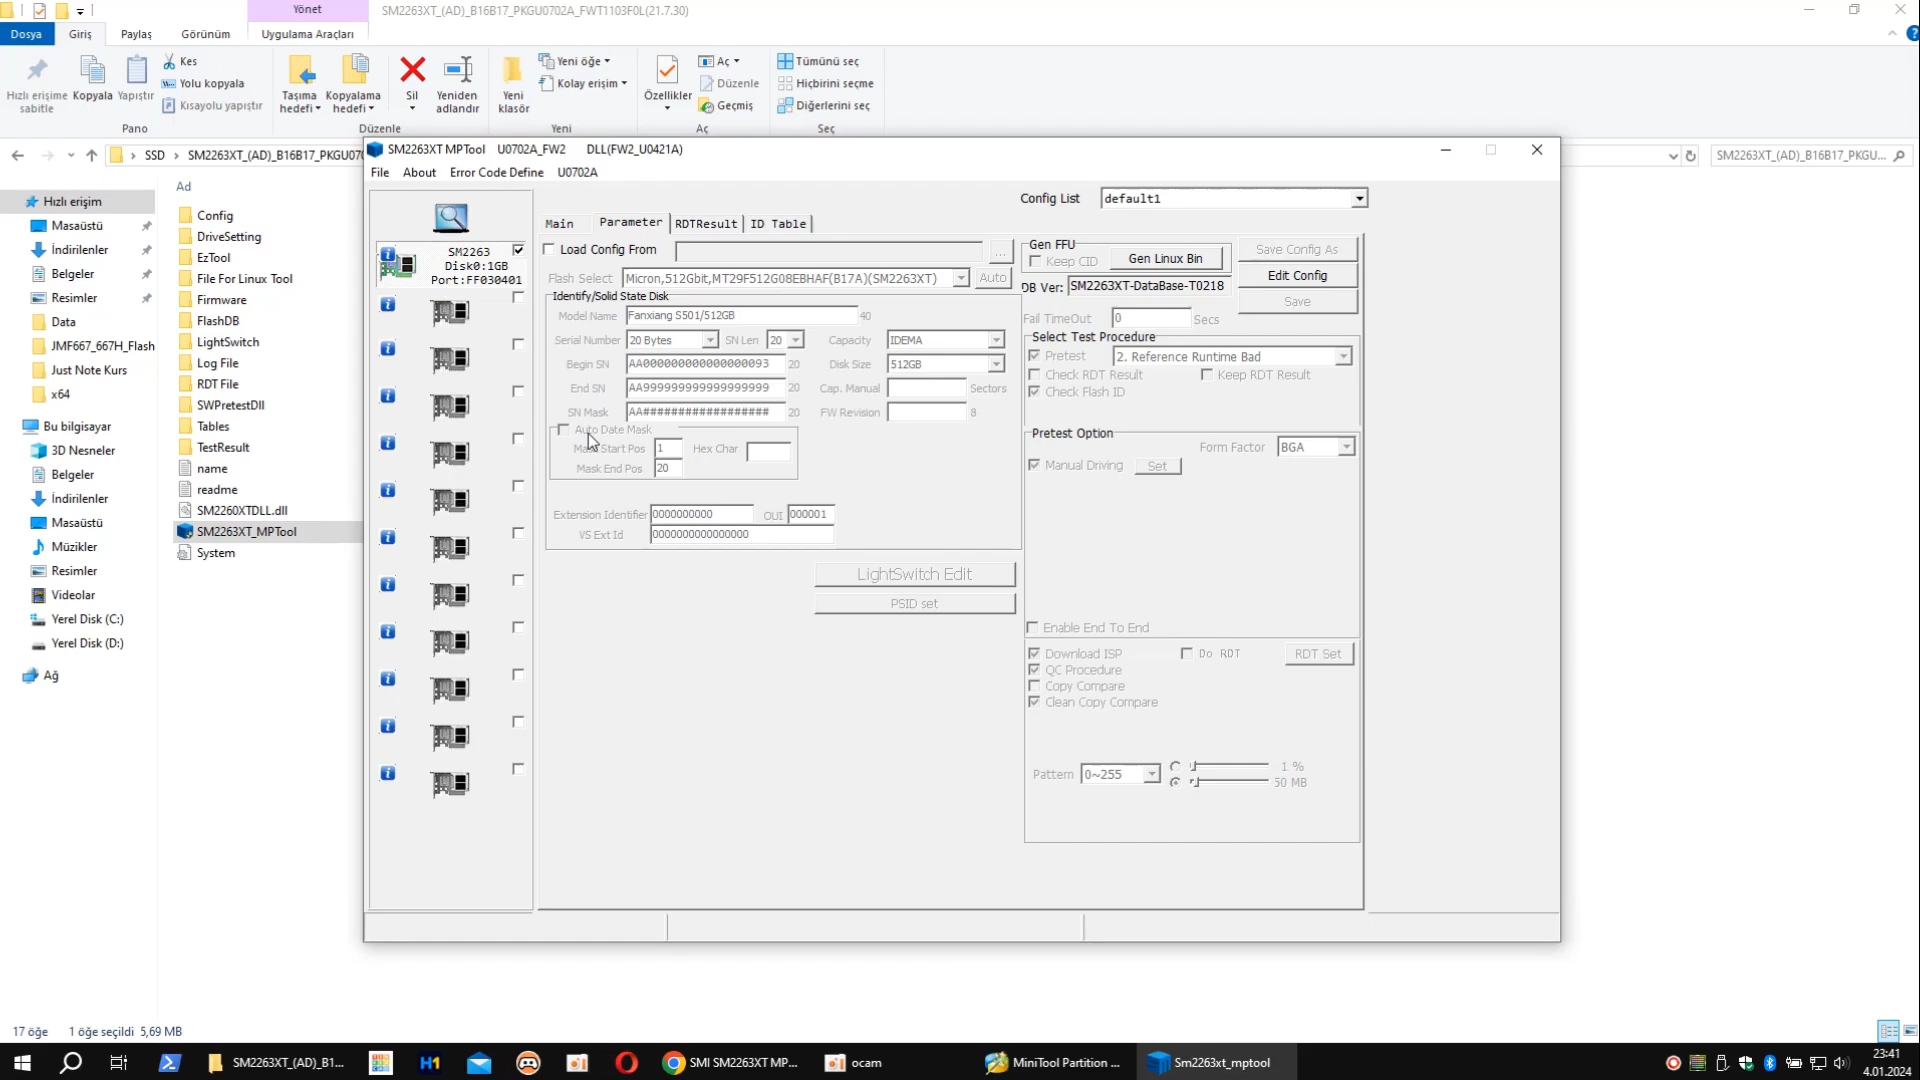 Yönet
SM2263XT_(AD)_B16B17_PKGU0702A_FWT1103F0L(21.7.30)
Dosya
Giriş
Paylaş
Görünüm
Uygulama Araçları
Hızlı erişime
sabitle
Kopyala
Yapıştır
Kes
Yolu kopyala
Kısayolu yapıştır
Taşıma
hedefi
Kopyalama
hedefi
Sil
Yeniden
adlandır
Yeni
klasör
Yeni öğe
Kolay erişim
Özellikler
Aç
Düzenle
Geçmiş
Tümünü seç
Hiçbirini seçme
Diğerlerini seç
Pano
Düzenle
Yeni
Aç
Seç
SSD
SM2263XT_(AD)_B16B17_PKGU070
SM2263XT_(AD)_B16B17_PKGU...
Hızlı erişim
Masaüstü
İndirilenler
Belgeler
Resimler
Data
JMF667_667H_Flash
Just Note Kurs
x64
Bu bilgisayar
3D Nesneler
Belgeler
İndirilenler
Masaüstü
Müzikler
Resimler
Videolar
Yerel Disk (C:)
Yerel Disk (D:)
Ağ
Ad
Config
DriveSetting
EzTool
File For Linux Tool
Firmware
FlashDB
LightSwitch
Log File
RDT File
SWPretestDll
Tables
TestResult
name
readme
SM2260XTDLL.dll
SM2263XT_MPTool
System
SM2263XT MPTool U0702A_FW2 DLL(FW2_U0421A)
File About Error Code Define U0702A
SM2263
Disk0:1GB
Port:FF030401
Config List default1
Main Parameter RDTResult ID Table
Load Config From ...
Flash Select Micron,512Gbit,MT29F512G08EBHAF(B17A)(SM2263XT) Auto
Identify/Solid State Disk
Model Name Fanxiang S501/512GB 40
Serial Number 20 Bytes SN Len 20 Capacity IDEMA
Begin SN AA000000000000000093 20 Disk Size 512GB
End SN AA999999999999999999 20 Cap. Manual Sectors
SN Mask AA################## 20 FW Revision 8
Auto Date Mask
Mask Start Pos 1 Hex Char
Mask End Pos 20
Extension Identifier 0000000000 OUI 000001
VS Ext Id 0000000000000000
LightSwitch Edit
PSID set
Gen FFU
Keep CID Gen Linux Bin
DB Ver: SM2263XT-DataBase-T0218
Save Config As
Edit Config
Save
Fail TimeOut 0 Secs
Select Test Procedure
Pretest 2. Reference Runtime Bad
Check RDT Result Keep RDT Result
Check Flash ID
Pretest Option
Form Factor BGA
Manual Driving Set
Enable End To End
Download ISP Do RDT RDT Set
QC Procedure
Copy Compare
Clean Copy Compare
Pattern 0~255 1 %
50 MB
17 öğe 1 öğe seçildi 5,69 MB
SM2263XT_(AD)_B1...
H1
SMI SM2263XT MP...
ocam
MiniTool Partition ...
Sm2263xt_mptool
23:41
4.01.2024